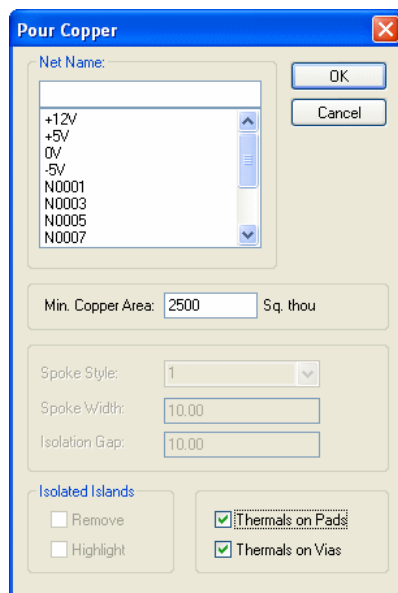 Pour Copper
Net Name:
OK
+12V
Cancel
+5V
0V
-5V
N0001
N0003
N0005
N0007
Min. Copper Area: 2500 Sq. thou
Spoke Style: 1
Spoke Width: 10.00
Isolation Gap: 10.00
Isolated Islands
Remove
Thermals on Pads
Highlight
Thermals on Vias